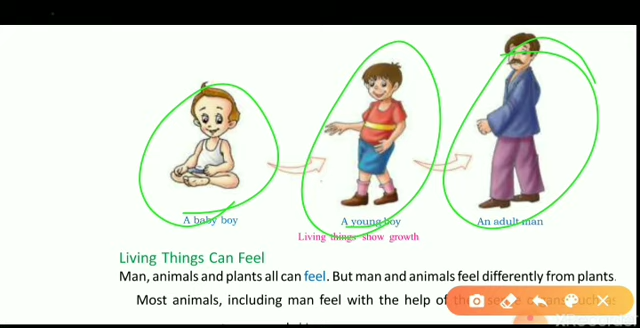 A baby boy
A young boy
An adult man
Living things show growth
Living Things Can Feel
Man, animals and plants all can feel. But man and animals feel differently from plants.
Most animals, including man feel with the help of